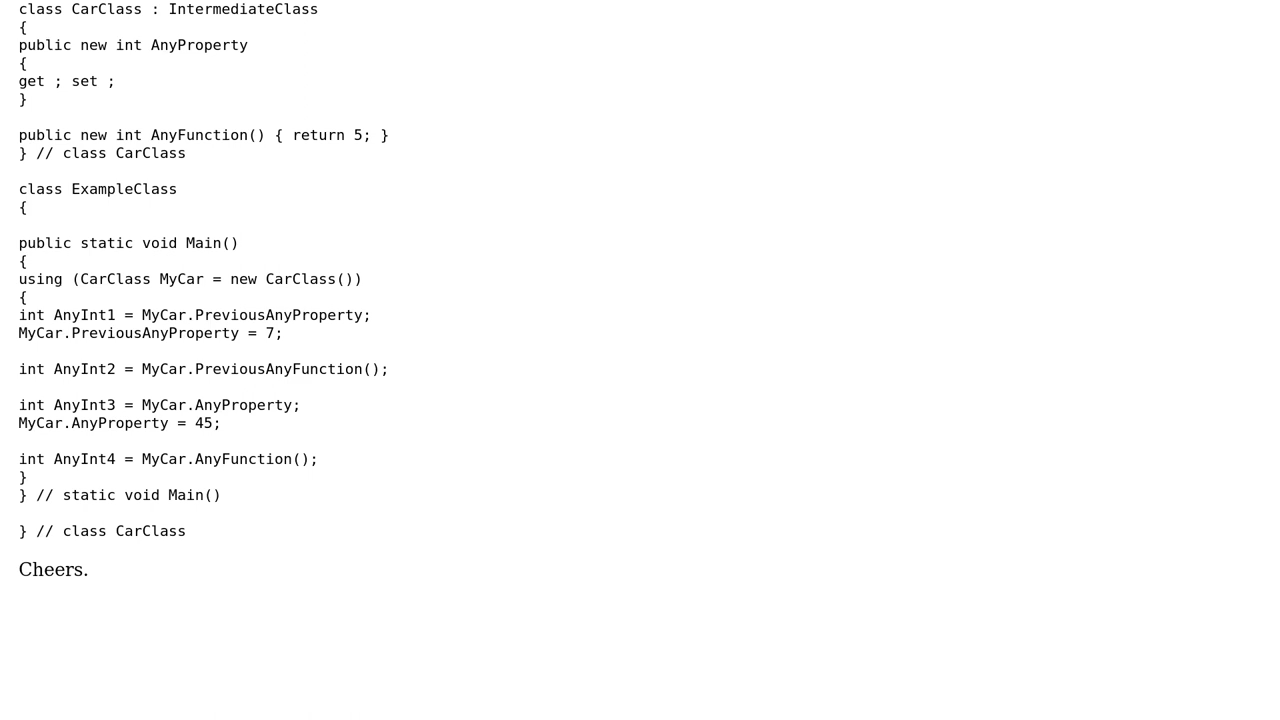 class CarClass : IntermediateClass
{
public new int AnyProperty
{
get ; set ;
}
public new int AnyFunction() { return 5; }
} // class CarClass
class ExampleClass
{
public static void Main()
{
using (CarClass MyCar = new CarClass())
{
int AnyInt1 = MyCar.PreviousAnyProperty;
MyCar.PreviousAnyProperty = 7;
int AnyInt2 = MyCar.PreviousAnyFunction();
int AnyInt3 = MyCar.AnyProperty;
MyCar.AnyProperty = 45;
int AnyInt4 = MyCar.AnyFunction();
}
} // static void Main()
} // class CarClass
Cheers.